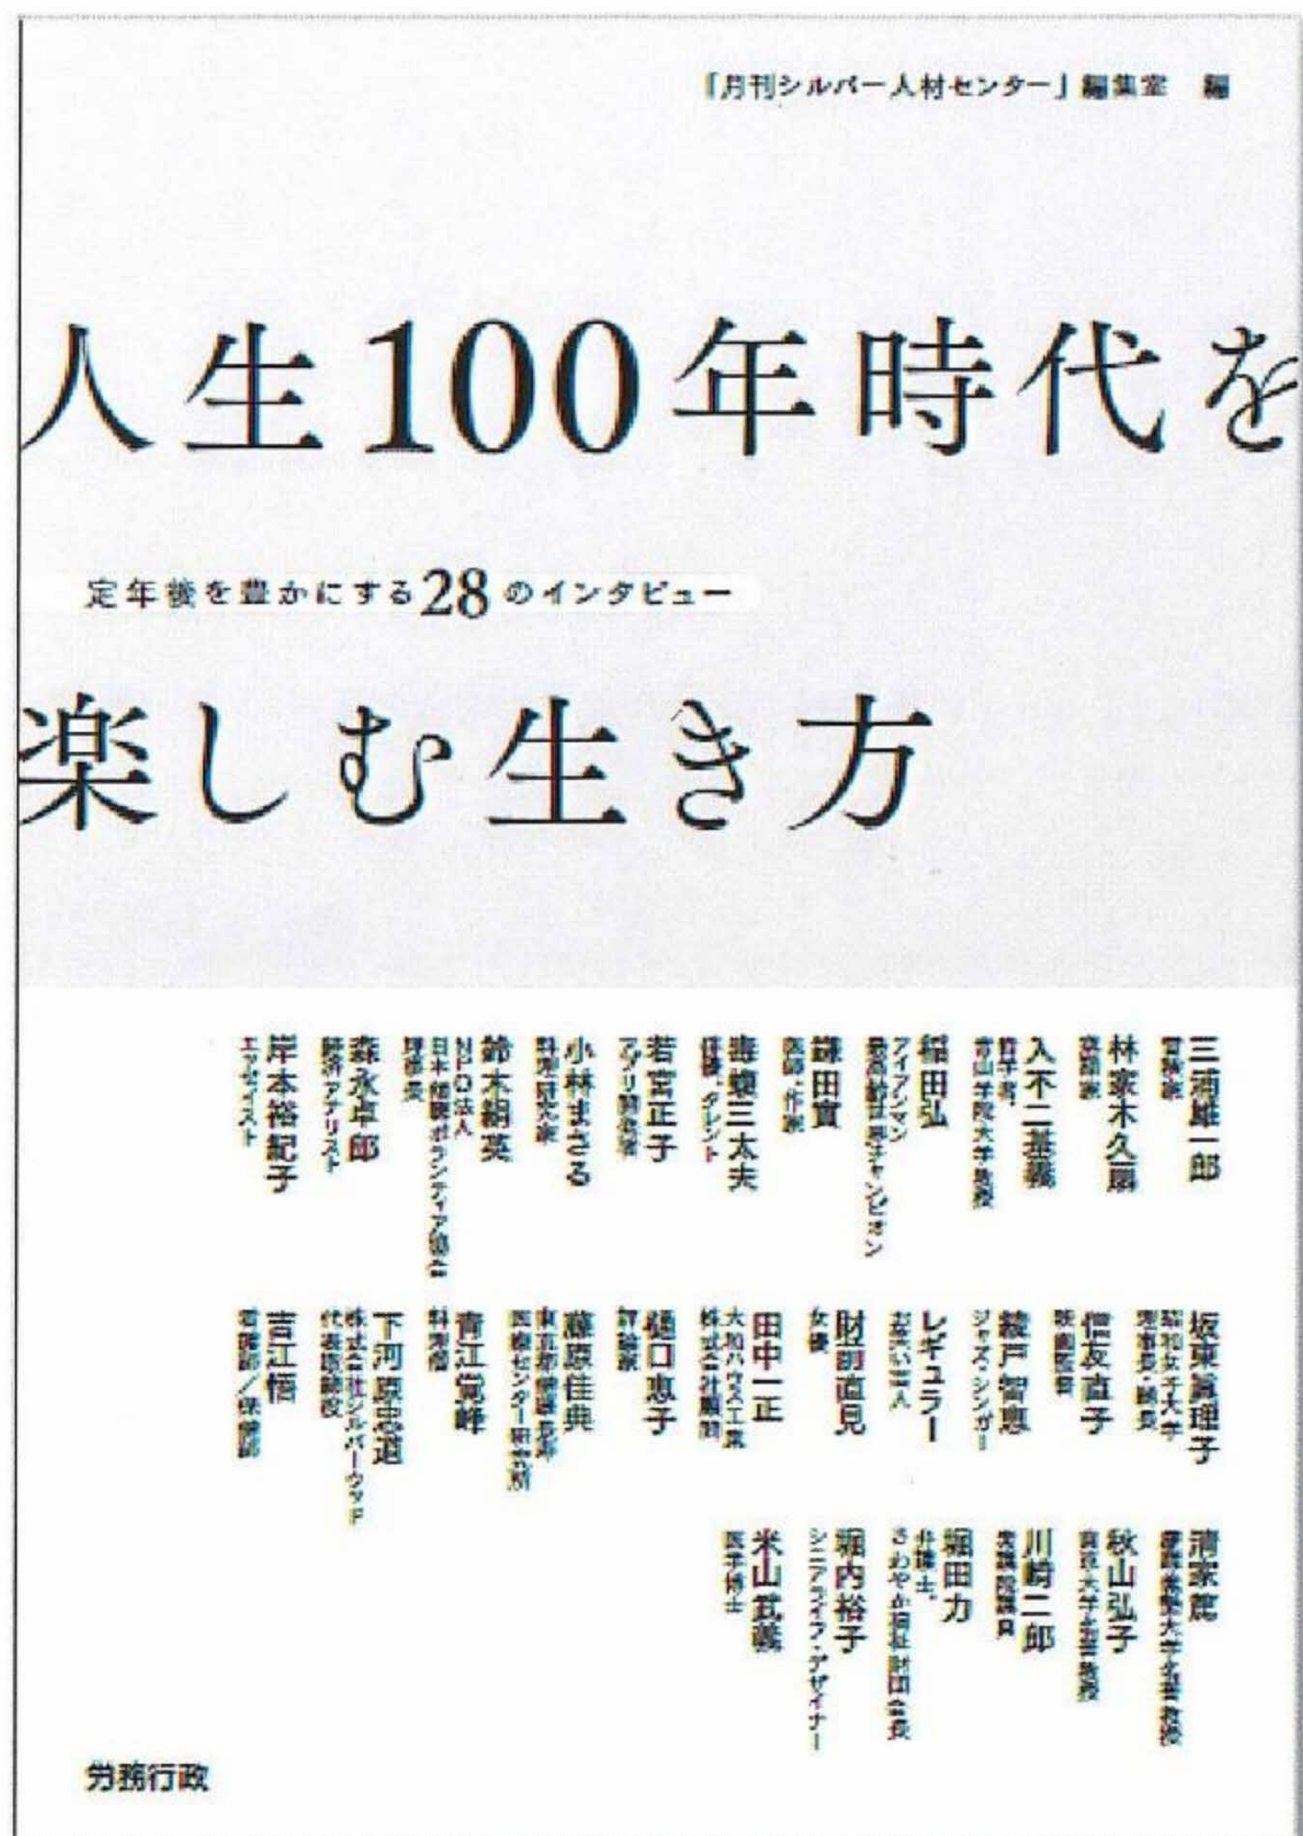 「月刊シルバー人材センター」編集室　編
人生100年時代を
定年後を豊かにする28のインタビュー
楽しむ生き方
三浦雄一郎
冒険家
林家木久扇
落語家
入不二基義
哲学者、
青山学院大学教授
稲田弘
アイアンマン
最高齢世界チャンピオン
鎌田實
医師、作家
毒蝮三太夫
俳優、タレント
若宮正子
アプリ開発者
小林まさる
料理研究家
鈴木絹英
NPO法人
日本傾聴ボランティア協会
理事長
森永卓郎
経済アナリスト
岸本裕紀子
エッセイスト
坂東眞理子
昭和女子大学
理事長・総長
信友直子
映画監督
綾戸智恵
ジャズ・シンガー
レギュラー
お笑い芸人
財前直見
女優
田中一正
大和ハウス工業
株式会社顧問
樋口恵子
評論家
藤原佳典
東京都健康長寿
医療センター研究所
青江覚峰
料理僧
下河原忠道
株式会社シルバーウッド
代表取締役
吉江悟
看護師／保健師
清家篤
慶應義塾大学名誉教授
秋山弘子
東京大学名誉教授
川崎二郎
衆議院議員
堀田力
弁護士、
さわやか福祉財団会長
堀内裕子
シニアライフ・デザイナー
米山武義
医学博士
労務行政